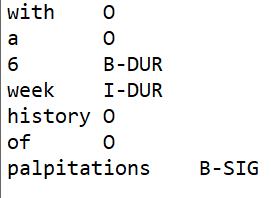 with O
a O
6 B-DUR
week I-DUR
history O
of O
palpitations B-SIG